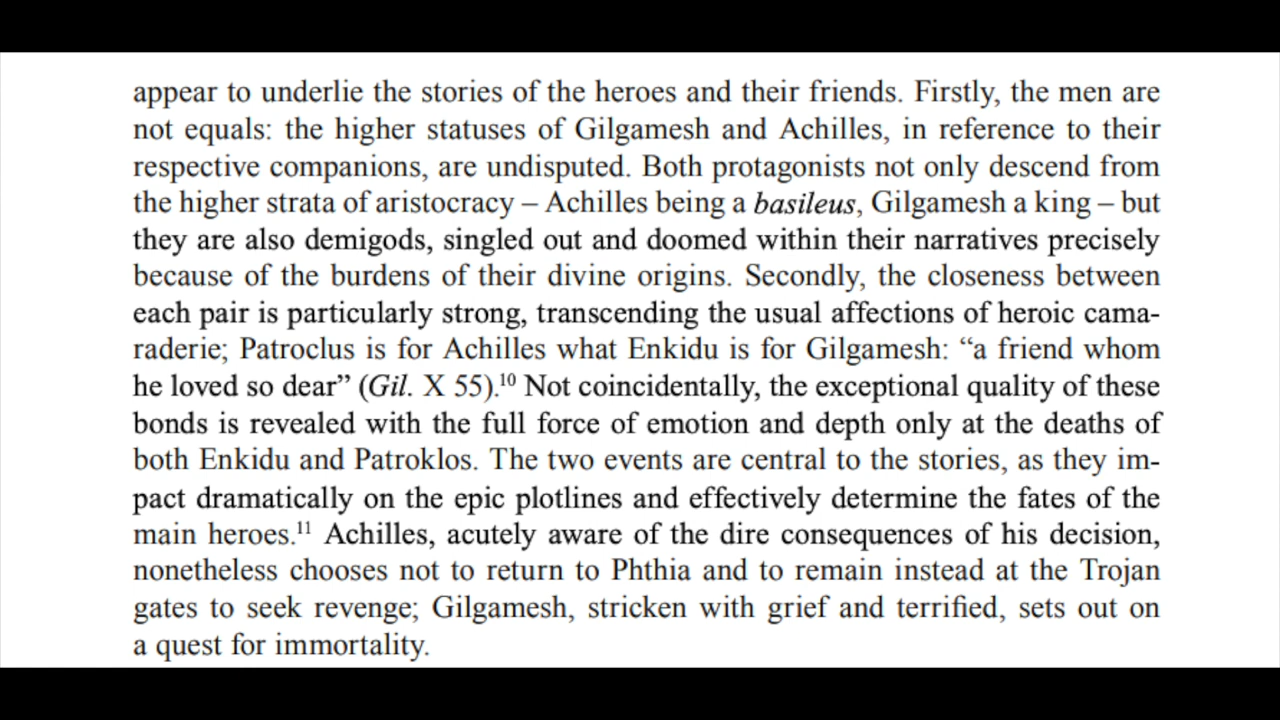 appear to underlie the stories of the heroes and their friends. Firstly, the men are
not equals: the higher statuses of Gilgamesh and Achilles, in reference to their
respective companions, are undisputed. Both protagonists not only descend from
the higher strata of aristocracy – Achilles being a basileus, Gilgamesh a king – but
they are also demigods, singled out and doomed within their narratives precisely
because of the burdens of their divine origins. Secondly, the closeness between
each pair is particularly strong, transcending the usual affections of heroic cama-
raderie; Patroclus is for Achilles what Enkidu is for Gilgamesh: “a friend whom
he loved so dear” (Gil. X 55).10 Not coincidentally, the exceptional quality of these
bonds is revealed with the full force of emotion and depth only at the deaths of
both Enkidu and Patroklos. The two events are central to the stories, as they im-
pact dramatically on the epic plotlines and effectively determine the fates of the
main heroes.11 Achilles, acutely aware of the dire consequences of his decision,
nonetheless chooses not to return to Phthia and to remain instead at the Trojan
gates to seek revenge; Gilgamesh, stricken with grief and terrified, sets out on
a quest for immortality.